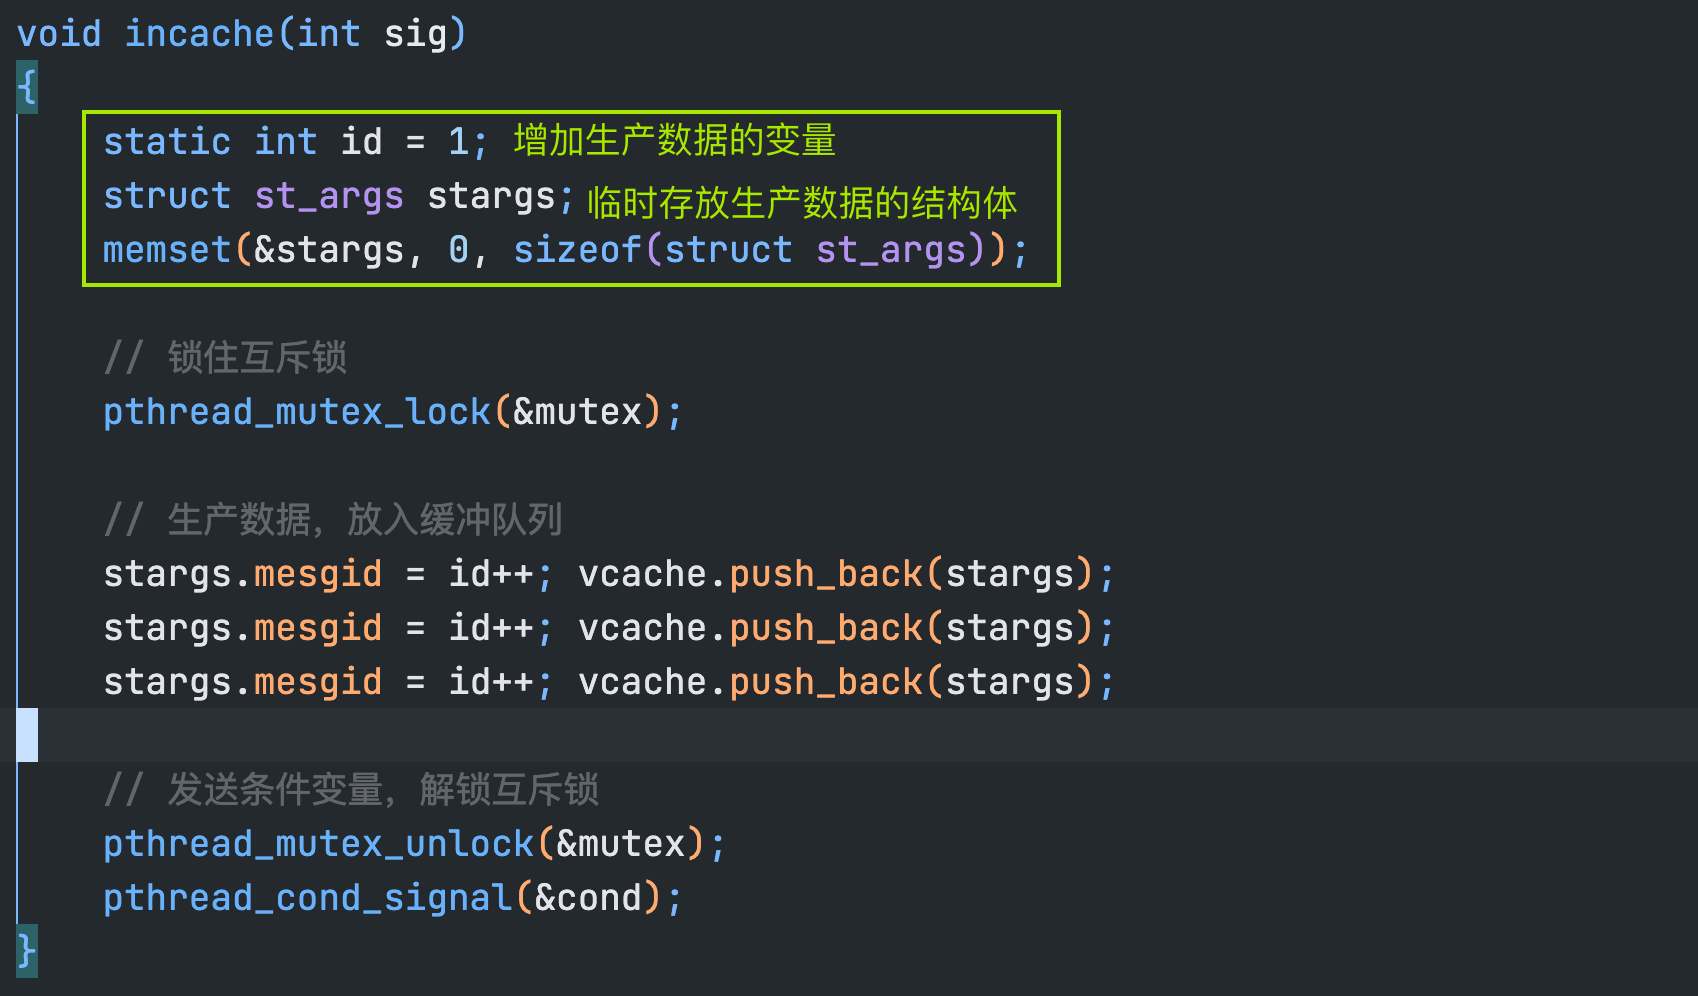 void incache(int sig)
{
static int id = 1; 增加生产数据的变量
struct st_args stargs; 临时存放生产数据的结构体
memset(&stargs, 0, sizeof(struct st_args));
// 锁住互斥锁
pthread_mutex_lock(&mutex);
// 生产数据，放入缓冲队列
stargs.mesgid = id++; vcache.push_back(stargs);
stargs.mesgid = id++; vcache.push_back(stargs);
stargs.mesgid = id++; vcache.push_back(stargs);
// 发送条件变量，解锁互斥锁
pthread_mutex_unlock(&mutex);
pthread_cond_signal(&cond);
}